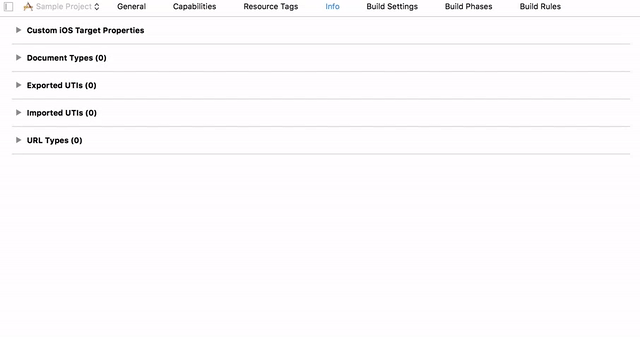 Sample Project General Capabilities Resource Tags Info Build Settings Build Phases Build Rules
Custom iOS Target Properties
Document Types (0)
Exported UTIs (0)
Imported UTIs (0)
URL Types (0)